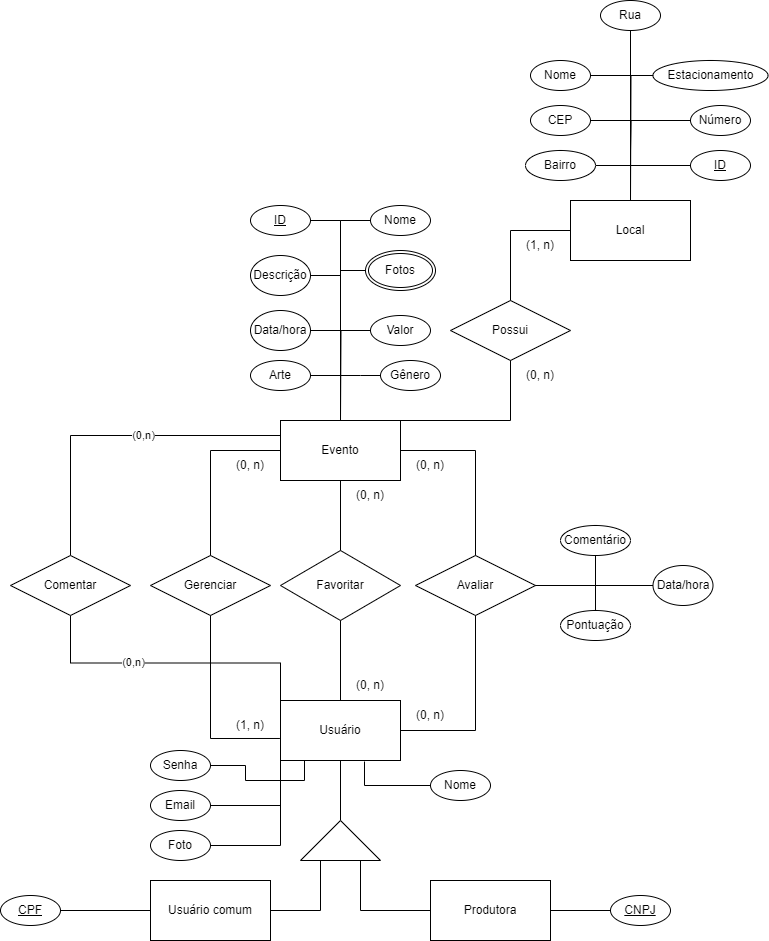 Rua
Nome
Estacionamento
CEP
Número
Bairro
ID
ID
Nome
Local
(1, n)
Descrição
Fotos
Data/hora
Valor
Possui
Arte
Gênero
(0, n)
(0,n)
Evento
(0, n)
(0, n)
(0, n)
Comentário
Comentar
Gerenciar
Favoritar
Avaliar
Data/hora
Pontuação
(0,n)
(0, n)
(1, n)
Usuário
(0, n)
Senha
Nome
Email
Foto
CPF
Usuário comum
Produtora
CNPJ